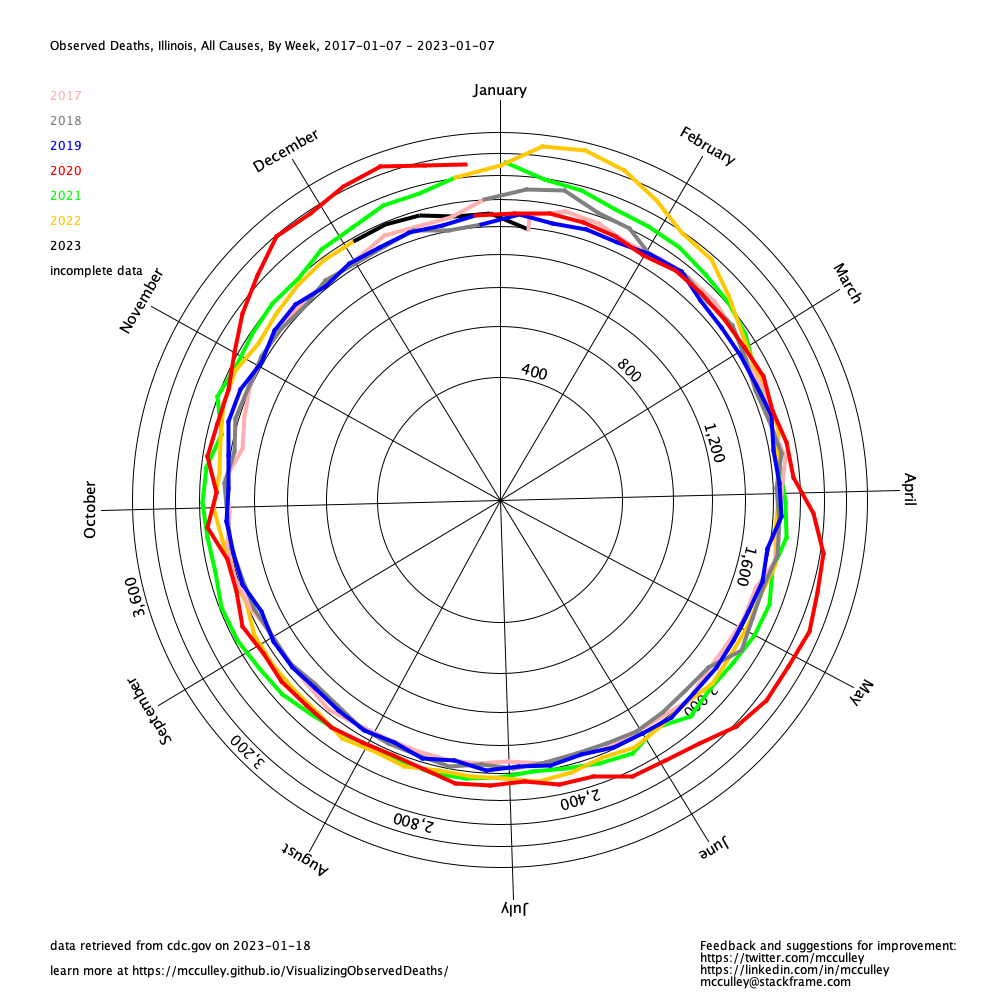 Observed Deaths, Illinois, All Causes, By Week, 2017-01-07 - 2023-01-07
January
2017
2018
2019
2020
2021
2022
2023
incomplete data
February
March
April
May
June
July
August
September
October
November
December
400
800
1,200
1,600
2,000
2,400
2,800
3,200
3,600
data retrieved from cdc.gov on 2023-01-18
learn more at https://mcculley.github.io/VisualizingObservedDeaths/
Feedback and suggestions for improvement:
https://twitter.com/mcculley
https://linkedin.com/in/mcculley
mcculley@stackframe.com